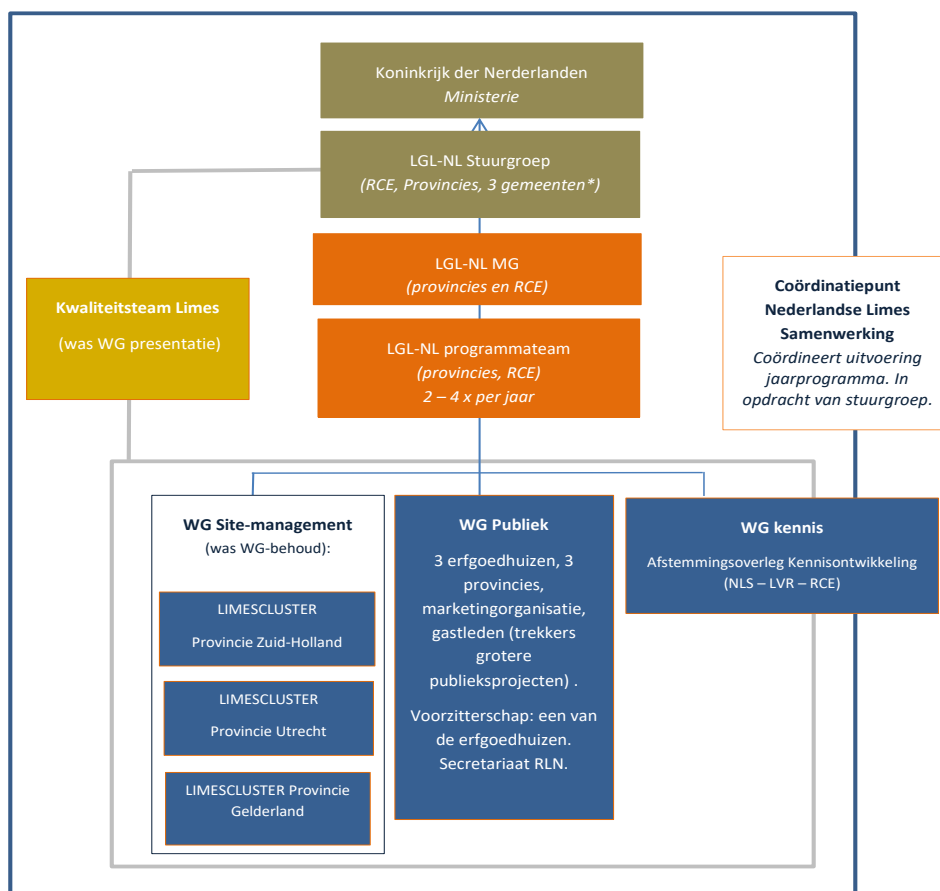 Koninkrijk der Nerderlanden
Ministerie
LGL-NL Stuurgroep
(RCE, Provincies, 3 gemeenten*)
LGL-NL MG
(provincies en RCE)
LGL-NL programmateam
(provincies, RCE)
2 – 4 x per jaar
Kwaliteitsteam Limes
(was WG presentatie)
Coördinatiepunt
Nederlandse Limes
Samenwerking
Coördineert uitvoering
jaarprogramma. In
opdracht van stuurgroep.
WG Site-management
(was WG-behoud):
LIMESCLUSTER
Provincie Zuid-Holland
LIMESCLUSTER
Provincie Utrecht
LIMESCLUSTER Provincie
Gelderland
WG Publiek
3 erfgoedhuizen, 3
provincies,
marketingorganisatie,
gastleden (trekkers
grotere
publieksprojecten) .
Voorzitterschap: een van
de erfgoedhuizen.
Secretariaat RLN.
WG kennis
Afstemmingsoverleg Kennisontwikkeling
(NLS – LVR – RCE)